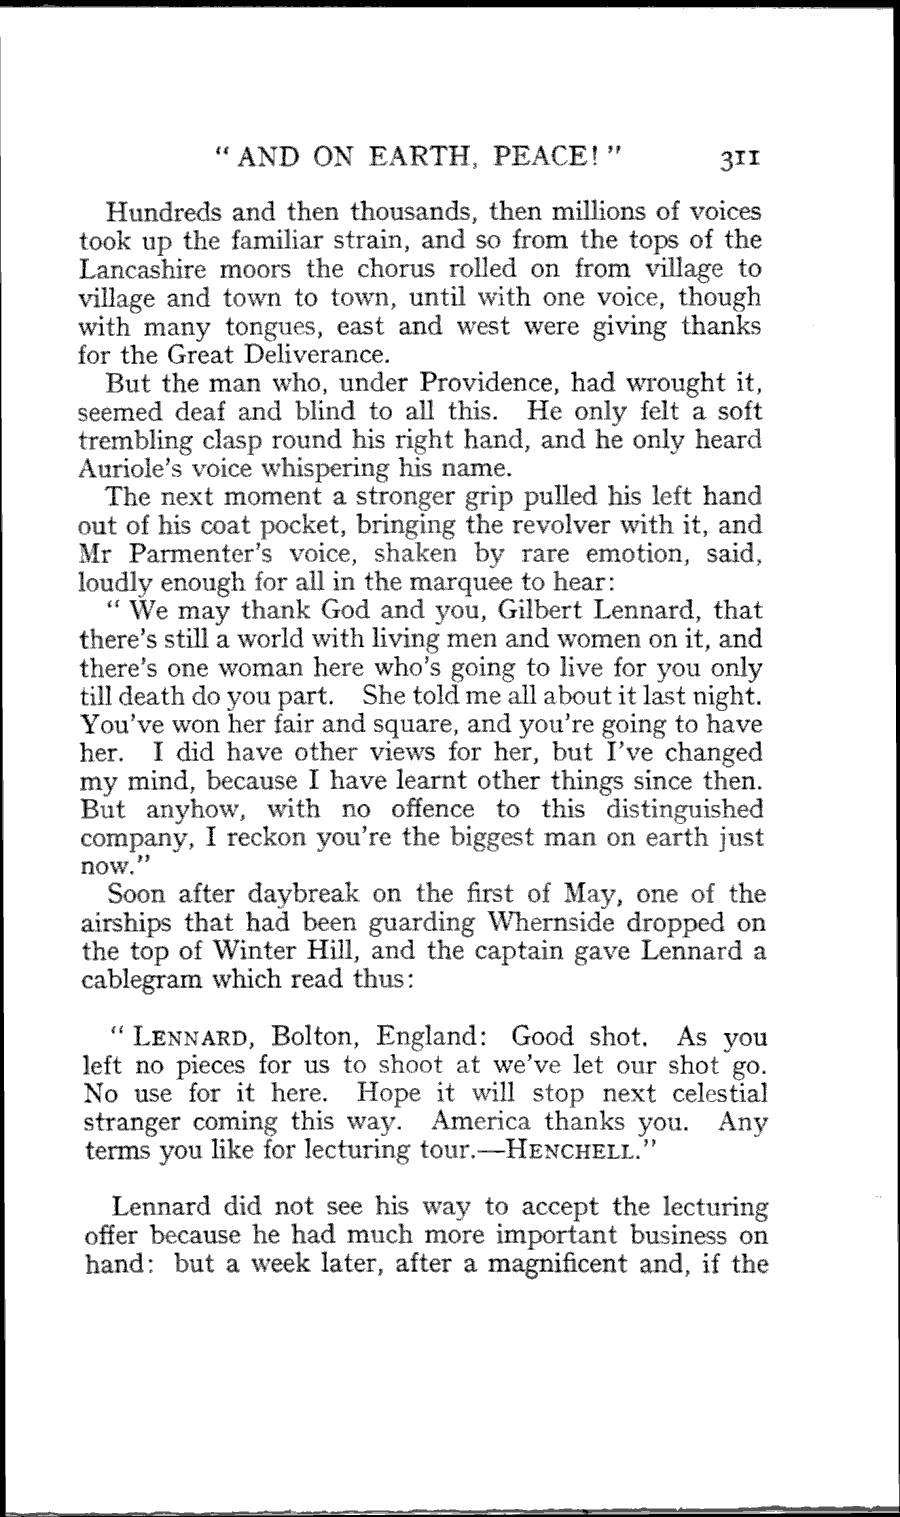 " AND ON EARTH, PEACE! " 311
Hundreds and then thousands, then millions of voices
took up the familiar strain, and so from the tops of the
Lancashire moors the chorus rolled on from village to
village and town to town, until with one voice, though
with many tongues, east and west were giving thanks
for the Great Deliverance.
But the man who, under Providence, had wrought it,
seemed deaf and blind to all this. He only felt a soft
trembling clasp round his right hand, and he only heard
Auriole's voice whispering his name.
The next moment a stronger grip pulled his left hand
out of his coat pocket, bringing the revolver with it, and
Mr Parmenter's voice, shaken by rare emotion, said,
loudly enough for all in the marquee to hear:
" We may thank God and you, Gilbert Lennard, that
there's still a world with living men and women on it, and
there's one woman here who's going to live for you only
till death do you part. She told me all about it last night.
You've won her fair and square, and you're going to have
her. I did have other views for her, but I've changed
my mind, because I have learnt other things since then.
But anyhow, with no offence to this distinguished
company, I reckon you're the biggest man on earth just
now."
Soon after daybreak on the first of May, one of the
airships that had been guarding Whernside dropped on
the top of Winter Hill, and the captain gave Lennard a
cablegram which read thus:
" LENNARD, Bolton, England: Good shot. As you
left no pieces for us to shoot at we've let our shot go.
No use for it here. Hope it will stop next celestial
stranger coming this way. America thanks you. Any
terms you like for lecturing tour.—HENCHELL."
Lennard did not see his way to accept the lecturing
offer because he had much more important business on
hand: but a week later, after a magnificent and, if the